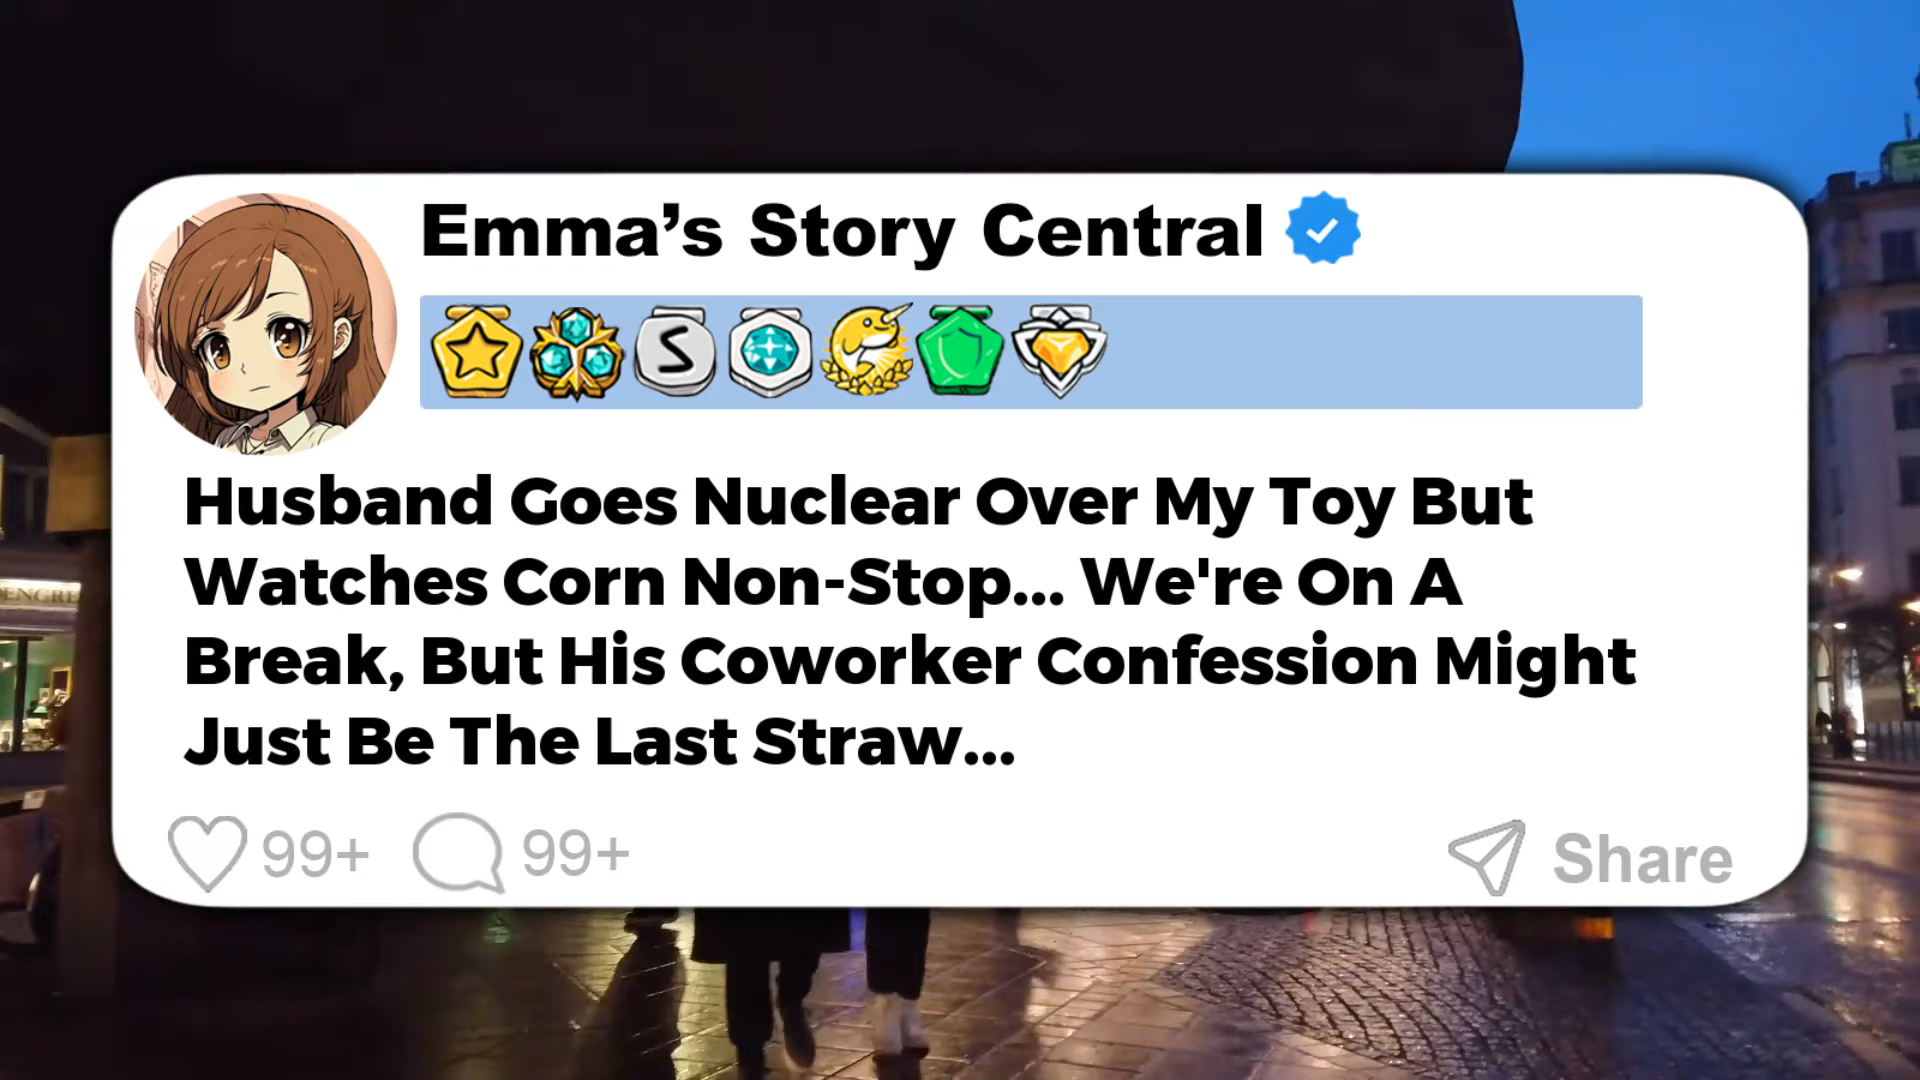 Emma’s Story Central
S
Husband Goes Nuclear Over My Toy But
Watches Corn Non-Stop... We're On A
Break, But His Coworker Confession Might
Just Be The Last Straw...
99+ 99+ Share